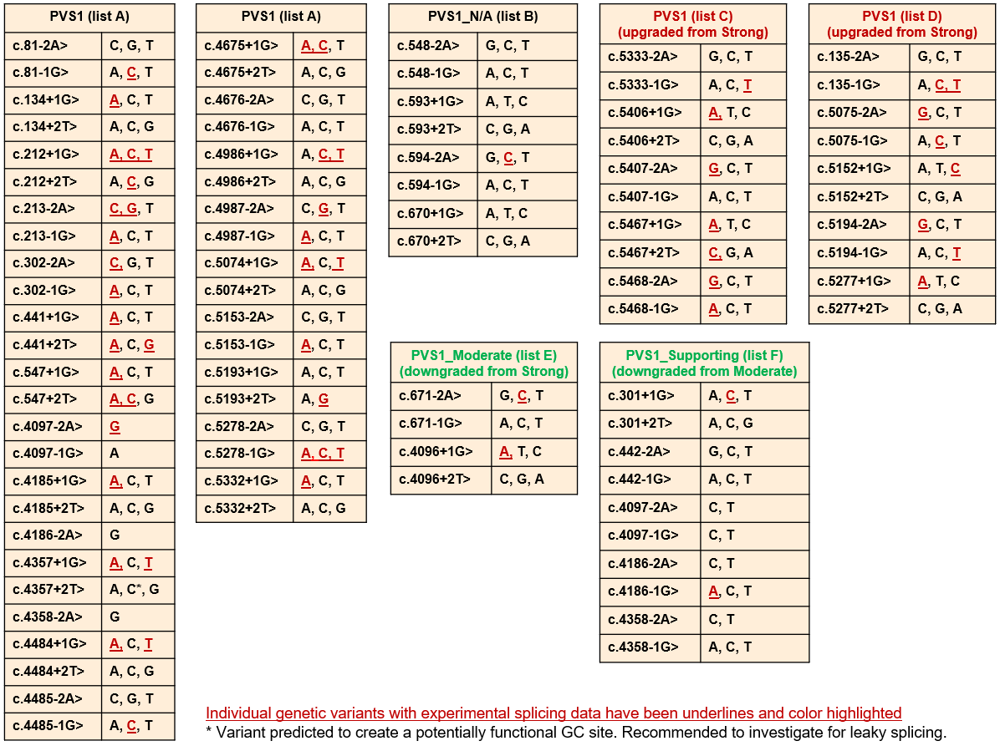 PVS1 (list A)
c.81-2A> C, G, T
c.81-1G> A, C, T
c.134+1G> A, C, T
c.134+2T> A, C, G
c.212+1G> A, C, T
c.212+2T> A, C, G
c.213-2A> C, G, T
c.213-1G> A, C, T
c.302-2A> C, G, T
c.302-1G> A, C, T
c.441+1G> A, C, T
c.441+2T> A, C, G
c.547+1G> A, C, T
c.547+2T> A, C, G
c.4097-2A> G
c.4097-1G> A
c.4185+1G> A, C, T
c.4185+2T> A, C, G
c.4186-2A> G
c.4357+1G> A, C, T
c.4357+2T> A, C*, G
c.4358-2A> G
c.4484+1G> A, C, T
c.4484+2T> A, C, G
c.4485-2A> C, G, T
c.4485-1G> A, C, T
PVS1 (list A)
c.4675+1G> A, C, T
c.4675+2T> A, C, G
c.4676-2A> C, G, T
c.4676-1G> A, C, T
c.4986+1G> A, C, T
c.4986+2T> A, C, G
c.4987-2A> C, G, T
c.4987-1G> A, C, T
c.5074+1G> A, C, T
c.5074+2T> A, C, G
c.5153-2A> C, G, T
c.5153-1G> A, C, T
c.5193+1G> A, C, T
c.5193+2T> A, G
c.5278-2A> C, G, T
c.5278-1G> A, C, T
c.5332+1G> A, C, T
c.5332+2T> A, C, G
PVS1_N/A (list B)
c.548-2A> G, C, T
c.548-1G> A, C, T
c.593+1G> A, T, C
c.593+2T> C, G, A
c.594-2A> G, C, T
c.594-1G> A, C, T
c.670+1G> A, T, C
c.670+2T> C, G, A
PVS1 (list C)
(upgraded from Strong)
c.5333-2A> G, C, T
c.5333-1G> A, C, T
c.5406+1G> A, T, C
c.5406+2T> C, G, A
c.5407-2A> G, C, T
c.5407-1G> A, C, T
c.5467+1G> A, T, C
c.5467+2T> C, G, A
c.5468-2A> G, C, T
c.5468-1G> A, C, T
PVS1 (list D)
(upgraded from Strong)
c.135-2A> G, C, T
c.135-1G> A, C, T
c.5075-2A> G, C, T
c.5075-1G> A, C, T
c.5152+1G> A, T, C
c.5152+2T> C, G, A
c.5194-2A> G, C, T
c.5194-1G> A, C, T
c.5277+1G> A, T, C
c.5277+2T> C, G, A
PVS1_Moderate (list E)
(downgraded from Strong)
c.671-2A> G, C, T
c.671-1G> A, C, T
c.4096+1G> A, T, C
c.4096+2T> C, G, A
PVS1_Supporting (list F)
(downgraded from Moderate)
c.301+1G> A, C, T
c.301+2T> A, C, G
c.442-2A> G, C, T
c.442-1G> A, C, T
c.4097-2A> C, T
c.4097-1G> C, T
c.4186-2A> C, T
c.4186-1G> A, C, T
c.4358-2A> C, T
c.4358-1G> A, C, T
Individual genetic variants with experimental splicing data have been underlines and color highlighted
* Variant predicted to create a potentially functional GC site. Recommended to investigate for leaky splicing.